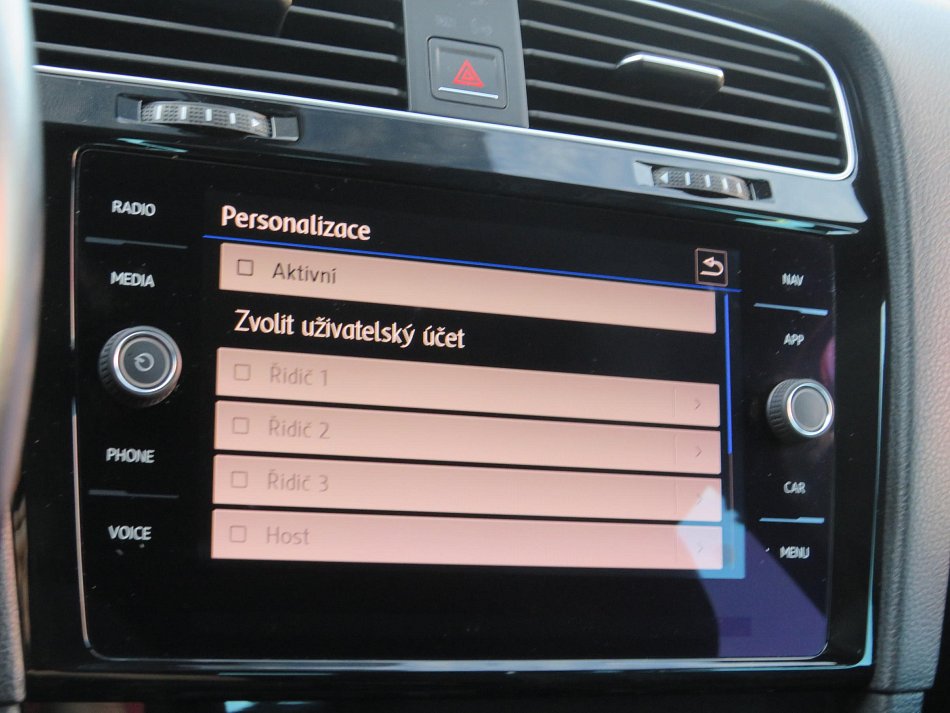 RADIO
MEDIA
PHONE
VOICE
Personalizace
Aktivní
Zvolit uživatelský účet
Řidič 1
Řidič 2
Řidič 3
Host
NAV
APP
CAR
MENU